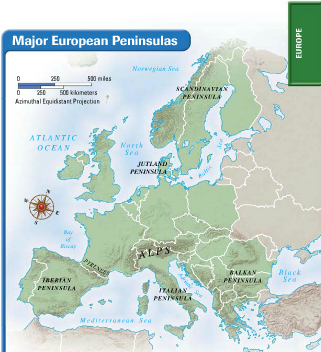 EUROPE
Major European Peninsulas
0 250 500 miles
0 250 500 kilometers
Azimuthal Equidistant Projection
Norwegian Sea
SCANDINAVIAN
PENINSULA
ATLANTIC
OCEAN
North
Sea
JUTLAND
PENINSULA
Baltic Sea
N
W
E
S
Bay
of
Biscay
ALPS
PYRENEES
IBERIAN
PENINSULA
ITALIAN
PENINSULA
BALKAN
PENINSULA
Black
Sea
Mediterranean Sea